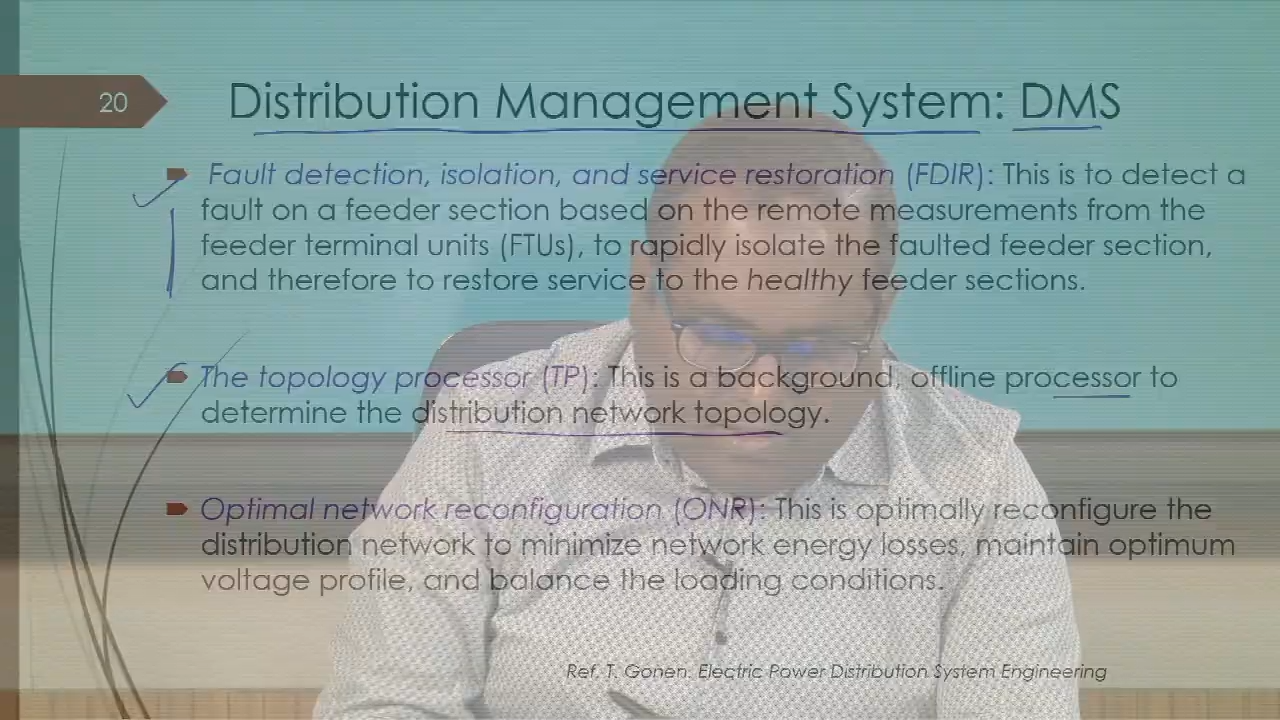 20
Distribution Management System: DMS
Fault detection, isolation, and service restoration (FDIR): This is to detect a
fault on a feeder section based on the remote measurements from the
feeder terminal units (FTUs), to rapidly isolate the faulted feeder section,
and therefore to restore service to the healthy feeder sections.
The topology processor (TP): This is a background, offline processor to
determine the distribution network topology.
Optimal network reconfiguration (ONR): This is optimally reconfigure the
distribution network to minimize network energy losses, maintain optimum
voltage profile, and balance the loading conditions.
Ref. T. Gonen: Electric Power Distribution System Engineering